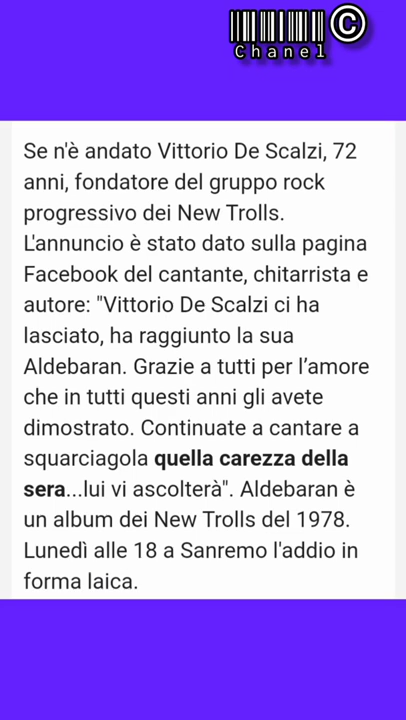 ©
Chanel
Se n'è andato Vittorio De Scalzi, 72
anni, fondatore del gruppo rock
progressivo dei New Trolls.
L'annuncio è stato dato sulla pagina
Facebook del cantante, chitarrista e
autore: "Vittorio De Scalzi ci ha
lasciato, ha raggiunto la sua
Aldebaran. Grazie a tutti per l’amore
che in tutti questi anni gli avete
dimostrato. Continuate a cantare a
squarciagola quella carezza della
sera...lui vi ascolterà". Aldebaran è
un album dei New Trolls del 1978.
Lunedì alle 18 a Sanremo l'addio in
forma laica.